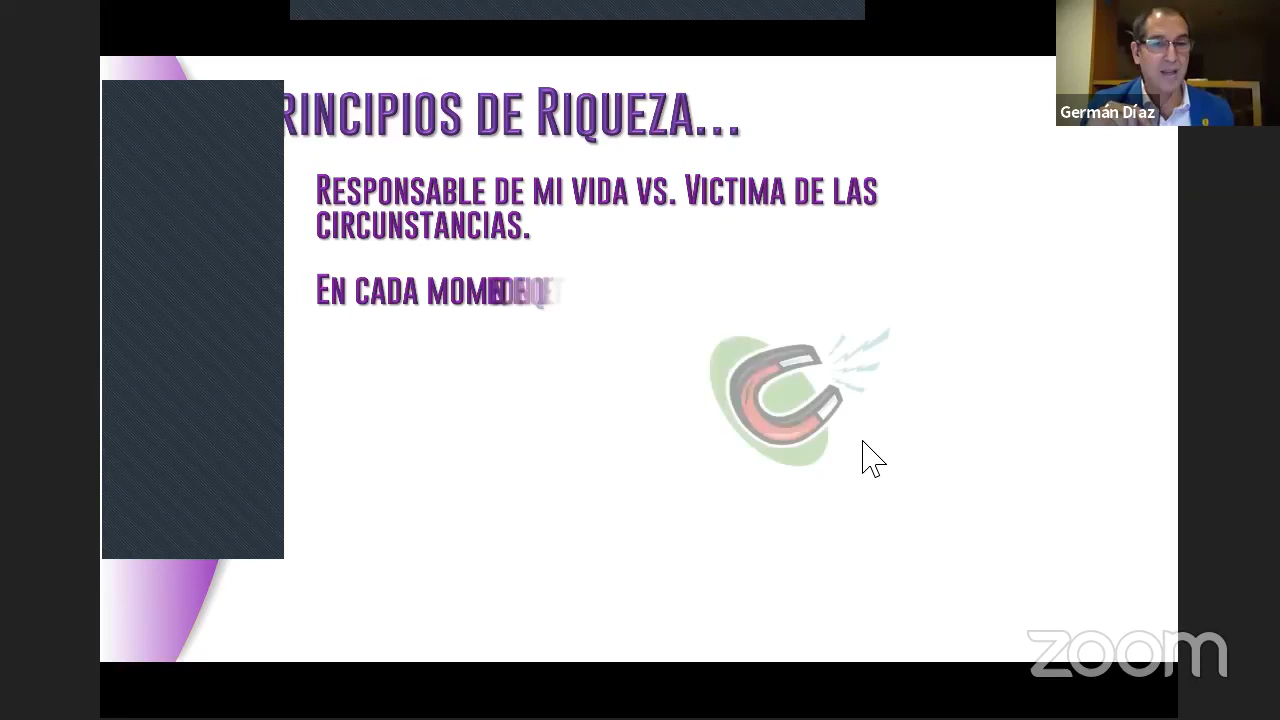 RINCIPIOS DE RIQUEZA...
Germán Díaz
RESPONSABLE DE MI VIDA VS. VICTIMA DE LAS
CIRCUNSTANCIAS.
EN CADA
zoom